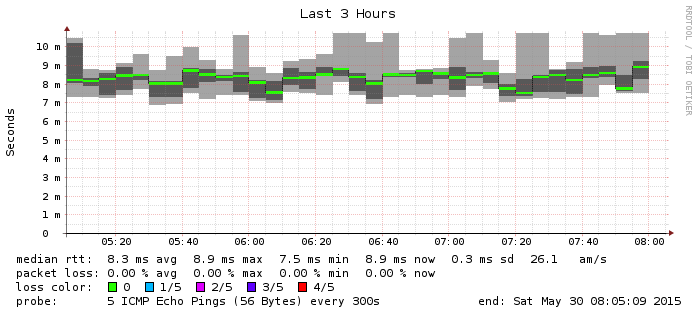 Last 3 Hours
RRDTOOL / TOBI OETIKER
Seconds
10 m
9 m
8 m
7 m
6 m
5 m
4 m
3 m
2 m
1 m
0
05:20 05:40 06:00 06:20 06:40 07:00 07:20 07:40 08:00
median rtt: 8.3 ms avg 8.9 ms max 7.5 ms min 8.9 ms now 0.3 ms sd 26.1 am/s
packet loss: 0.00 % avg 0.00 % max 0.00 % min 0.00 % now
loss color: 0 1/5 2/5 3/5 4/5
probe: 5 ICMP Echo Pings (56 Bytes) every 300s end: Sat May 30 08:05:09 2015